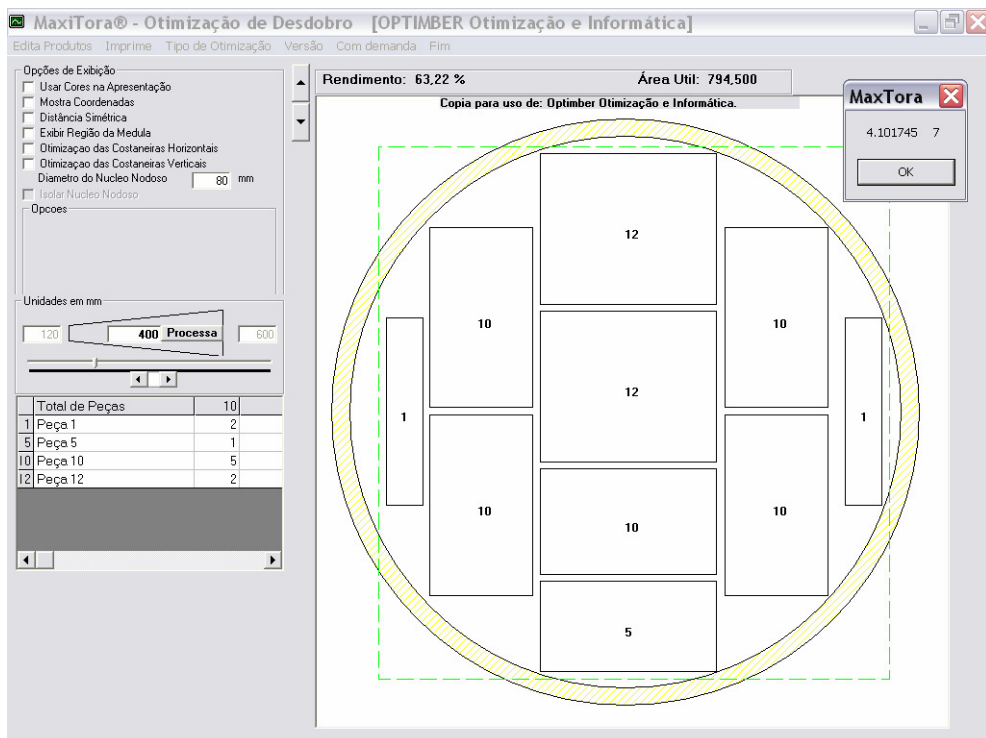 MaxiTora® - Otimização de Desdobro [OPTIMBER Otimização e Informática]
Edita Produtos Imprime Tipo de Otimização Versão Com demanda Fim
Opções de Exibição
Usar Cores na Apresentação
Mostra Coordenadas
Distância Simétrica
Exibir Região da Medula
Otimizaçao das Costaneiras Horizontais
Otimizaçao das Costaneiras Verticais
Diametro do Nucleo Nodoso 80 mm
Isolar Nucleo Nodoso
Opcoes
Unidades em mm
120 400 Processa 600
Total de Peças 10
1 Peça 1 2
5 Peça 5 1
10 Peça 10 5
12 Peça 12 2
Rendimento: 63,22 % Área Util: 794,500
Copia para uso de: Optimber Otimização e Informática.
MaxTora
4.101745 7
OK
12
10 10
12
1 1
10 10
10
5